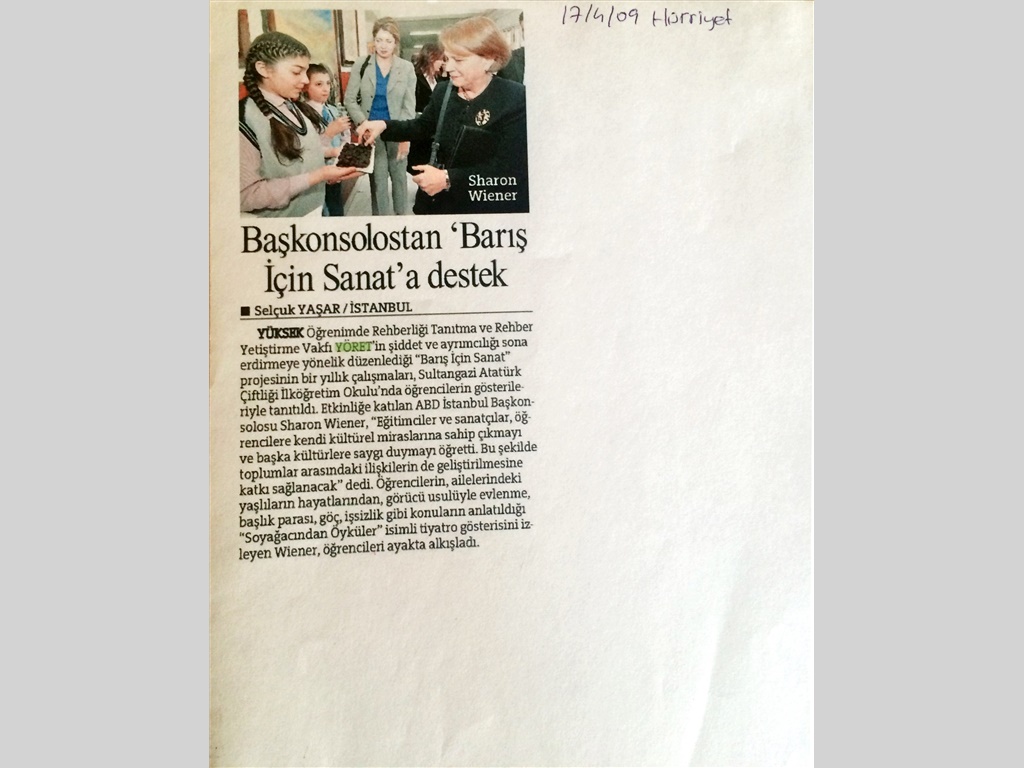 17/4/09 Hürriyet
Sharon
Wiener
Başkonsolostan ‘Barış
İçin Sanat’a destek
■ Selçuk YAŞAR / İSTANBUL
YÜKSEK Öğrenimde Rehberliği Tanıtma ve Rehber
Yetiştirme Vakfı YÖRET’in şiddet ve ayrımcılığı sona
erdirmeye yönelik düzenlediği “Barış İçin Sanat”
projesinin bir yıllık çalışmaları, Sultangazi Atatürk
Çiftliği İlköğretim Okulu’nda öğrencilerin gösterile-
riyle tanıtıldı. Etkinliğe katılan ABD İstanbul Başkon-
solosu Sharon Wiener, “Eğitimciler ve sanatçılar, öğ-
rencilere kendi kültürel miraslarına sahip çıkmayı
ve başka kültürlere saygı duymayı öğretti. Bu şekilde
toplumlar arasındaki ilişkilerin de geliştirilmesine
katkı sağlanacak” dedi. Öğrencilerin, ailelerindeki
yaşlıların hayatlarından, görücü usulüyle evlenme,
başlık parası, göç, işsizlik gibi konuların anlatıldığı
“Soyağacından Öyküler” isimli tiyatro gösterisini iz-
leyen Wiener, öğrencileri ayakta alkışladı.